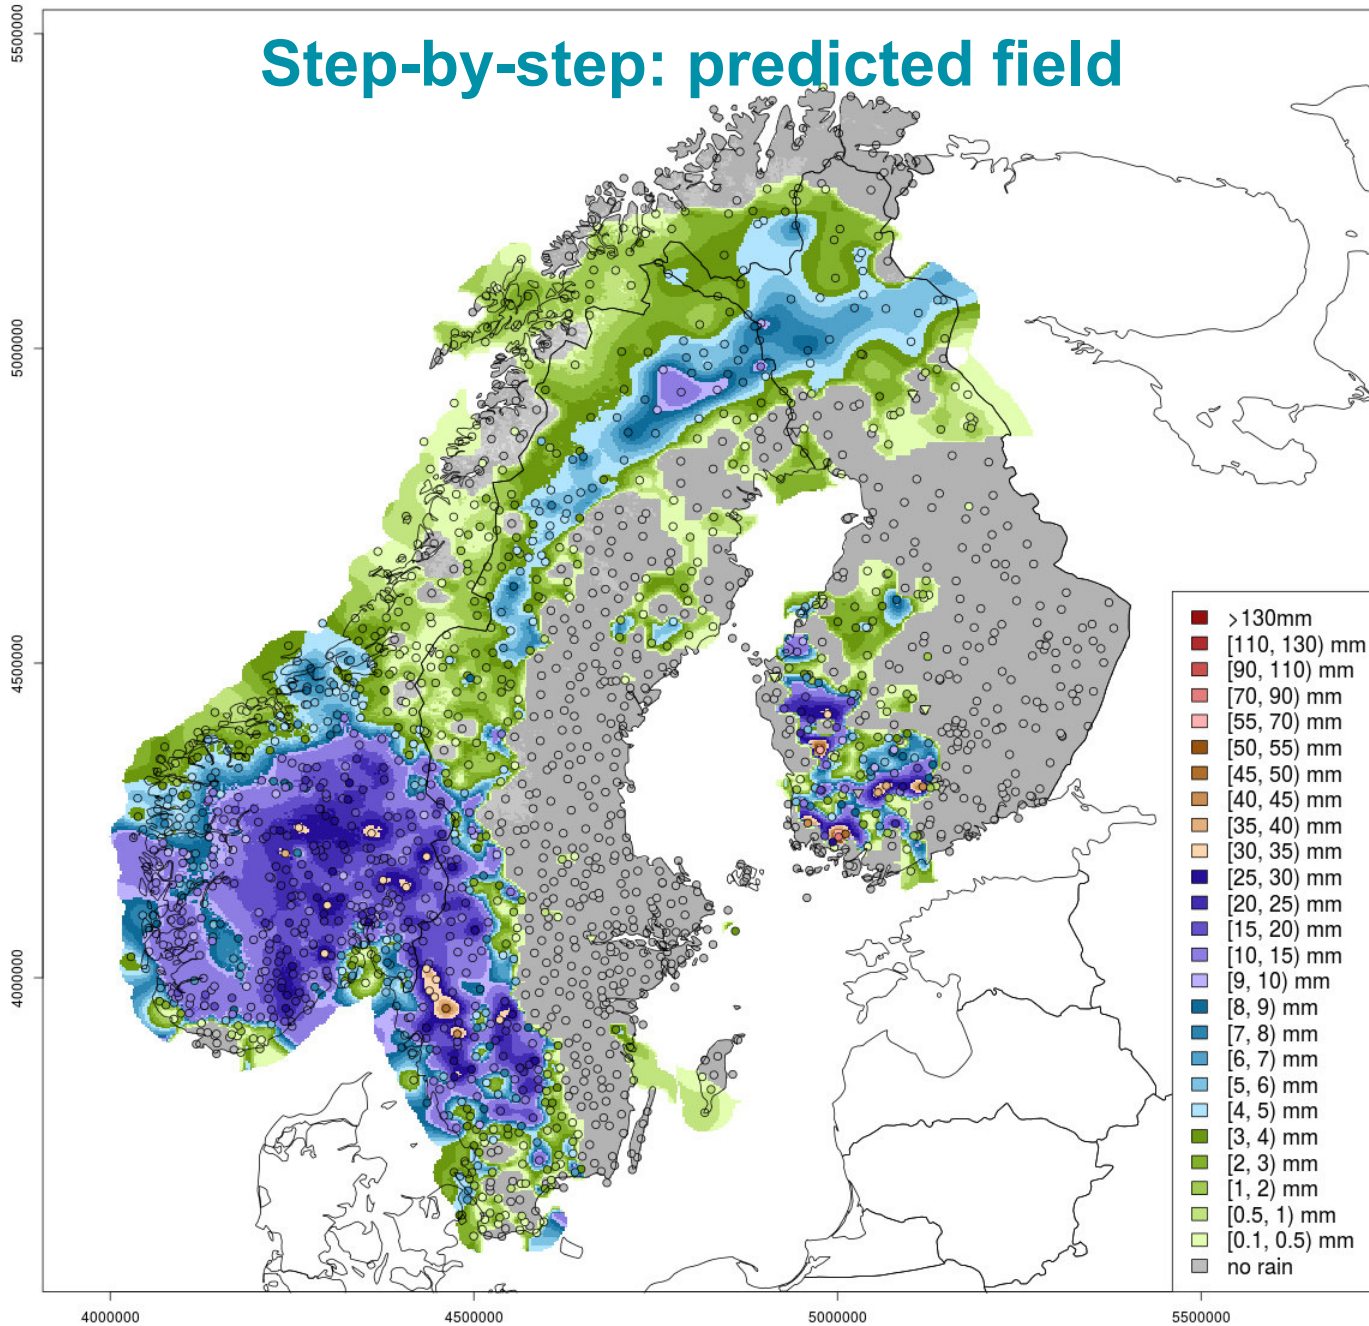 Step-by-step: predicted field
5500000
5000000
4500000
4000000
>130mm
[110, 130) mm
[90, 110) mm
[70, 90) mm
[55, 70) mm
[50, 55) mm
[45, 50) mm
[40, 45) mm
[35, 40) mm
[30, 35) mm
[25, 30) mm
[20, 25) mm
[15, 20) mm
[10, 15) mm
[9, 10) mm
[8, 9) mm
[7, 8) mm
[6, 7) mm
[5, 6) mm
[4, 5) mm
[3, 4) mm
[2, 3) mm
[1, 2) mm
[0.5, 1) mm
[0.1, 0.5) mm
no rain
4000000 4500000 5000000 5500000